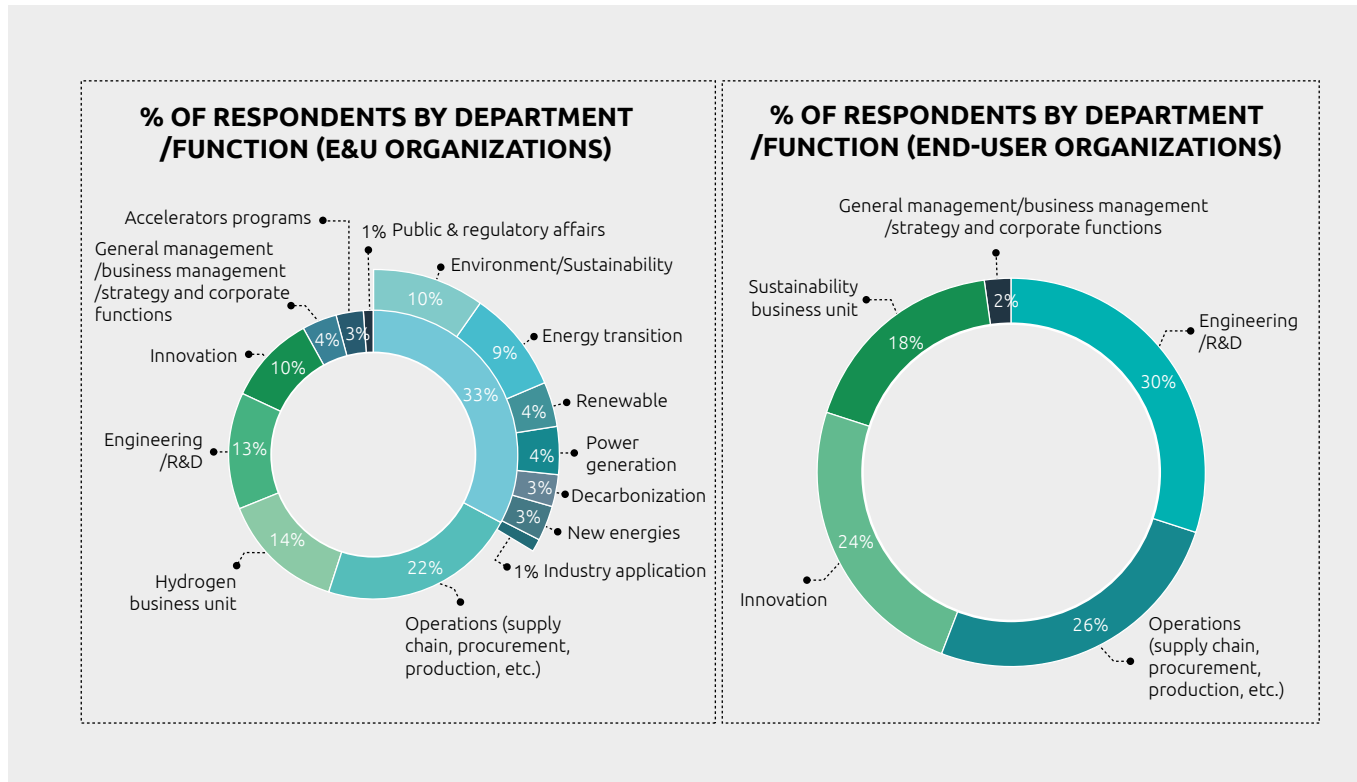 % OF RESPONDENTS BY DEPARTMENT
/FUNCTION (E&U ORGANIZATIONS)
Accelerators programs
1% Public & regulatory affairs
General management
/business management
/strategy and corporate
functions
Environment/Sustainability
10%
Energy transition
9%
4%
3%
Innovation
10%
33%
Renewable
4%
Engineering
/R&D
13%
Power
generation
4%
Decarbonization
3%
New energies
3%
1% Industry application
14%
22%
Hydrogen
business unit
Operations (supply
chain, procurement,
production, etc.)
% OF RESPONDENTS BY DEPARTMENT
/FUNCTION (END-USER ORGANIZATIONS)
General management/business management
/strategy and corporate functions
2%
Sustainability
business unit
18%
Engineering
/R&D
30%
24%
Innovation
26%
Operations
(supply chain,
procurement,
production, etc.)